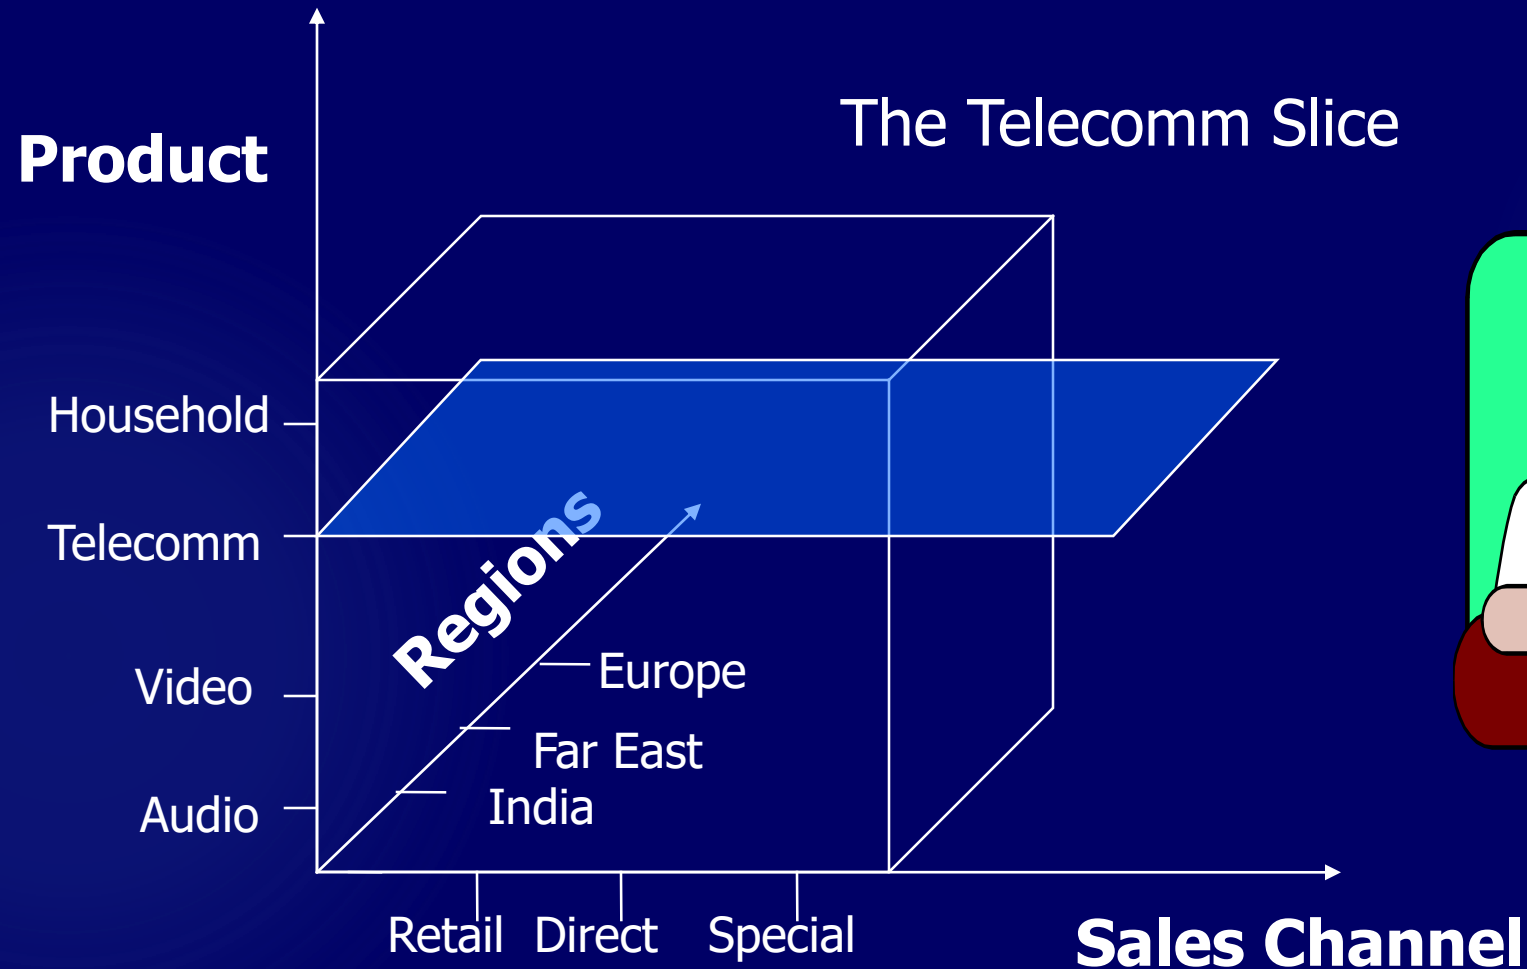 The Telecomm Slice
Product
Household
Telecomm
Video
Audio
Regions
Europe
Far East
India
Retail Direct Special
Sales Channel